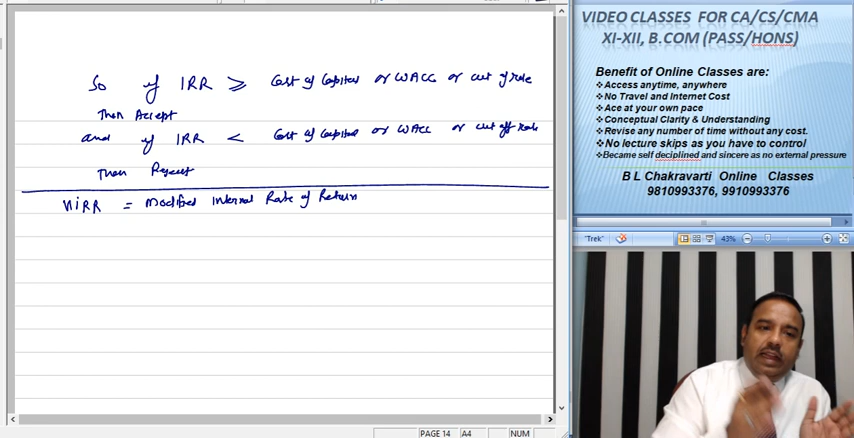 So if IRR ≥ Cost of Capital or WACC or cut of rate
Then Accept
and if IRR < Cost of Capital or WACC or cut off rate
Then Reject
MIRR = Modified Internal Rate of Return
PAGE 14 A4 NUM
VIDEO CLASSES FOR CA/CS/CMA
XI-XII, B.COM (PASS/HONS)
Benefit of Online Classes are:
❖Access anytime, anywhere
❖No Travel and Internet Cost
❖Ace at your own pace
❖Conceptual Clarity & Understanding
❖Revise any number of time without any cost.
❖No lecture skips as you have to control
❖Became self deciplined and sincere as no external pressure
B L Chakravarti Online Classes
9810993376, 9910993376
"Trek" 43%